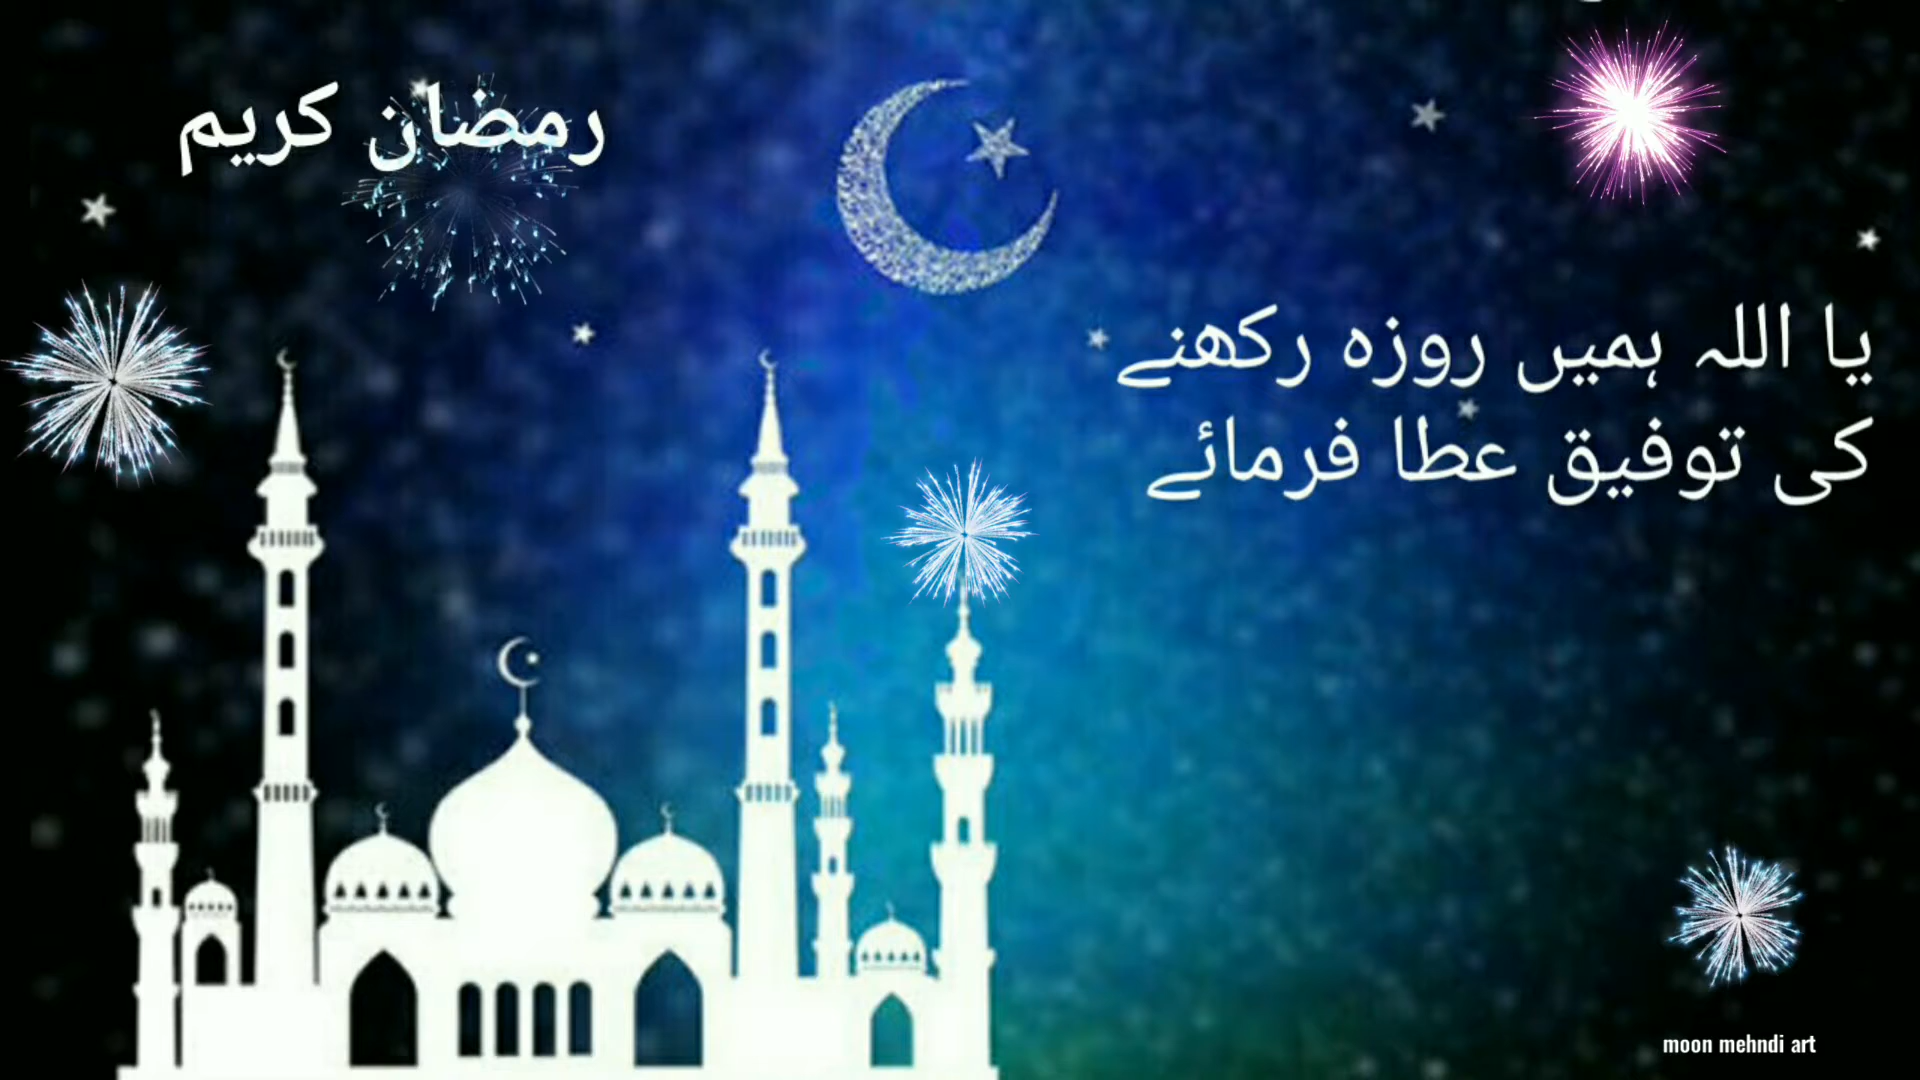 رمضان کریم
یا اللہ ہمیں روزہ رکھنے
کی توفیق عطا فرمائے
moon mehndi art